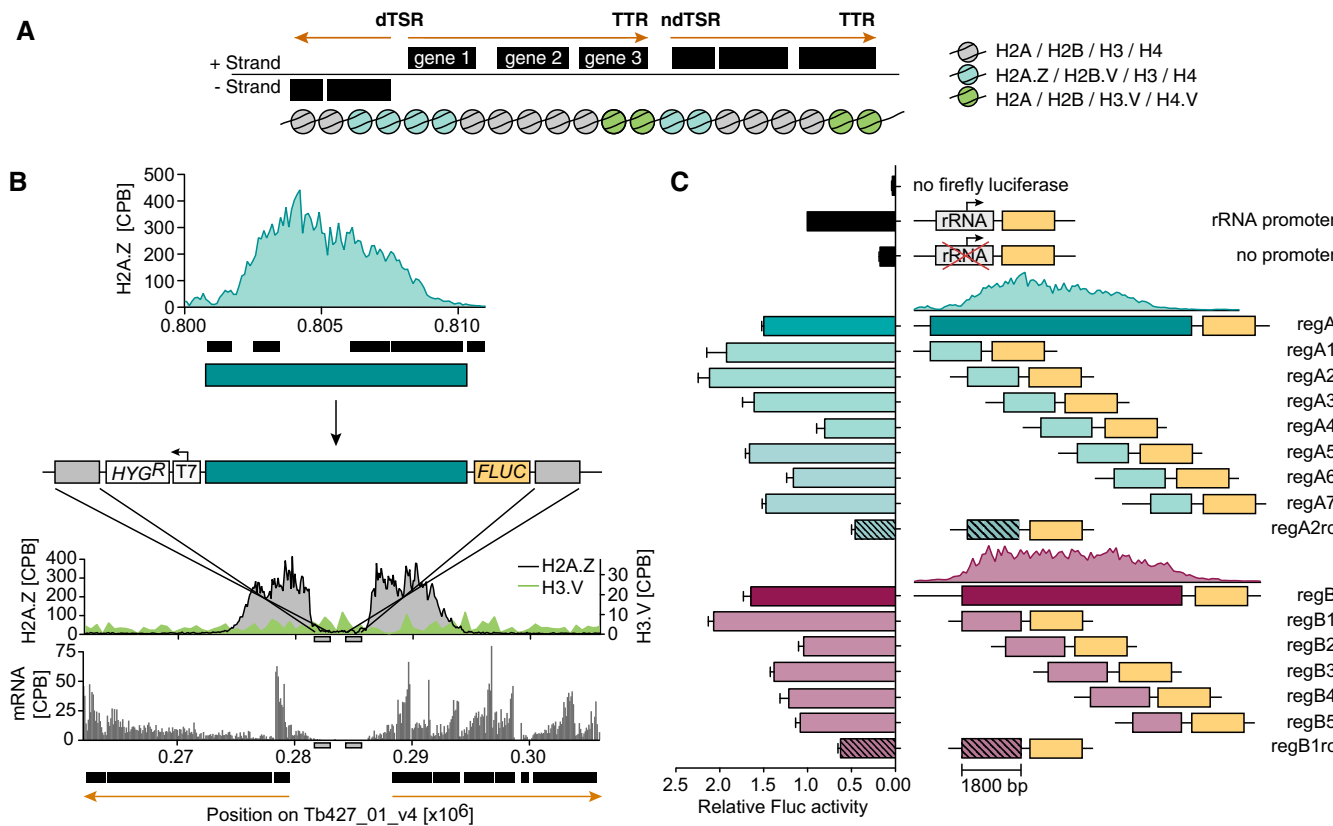 A
dTSR TTR ndTSR TTR
+ Strand gene 1 gene 2 gene 3
- Strand
H2A / H2B / H3 / H4
H2A.Z / H2B.V / H3 / H4
H2A / H2B / H3.V / H4.V
B
H2A.Z [CPB]
500
400
300
200
100
0
0.800 0.805 0.810
HYGR T7 FLUC
H2A.Z [CPB]
400
300
200
100
0
H2A.Z
H3.V
30
20
10
0
H3.V [CPB]
mRNA
[CPB]
75
50
25
0
0.27 0.28 0.29 0.30
Position on Tb427_01_v4 [x10⁶]
C
no firefly luciferase
rRNA rRNA promoter
rRNA no promoter
regA
regA1
regA2
regA3
regA4
regA5
regA6
regA7
regA2rc
regB
regB1
regB2
regB3
regB4
regB5
regB1rc
1800 bp
2.5 2.0 1.5 1.0 0.5 0.00
Relative Fluc activity